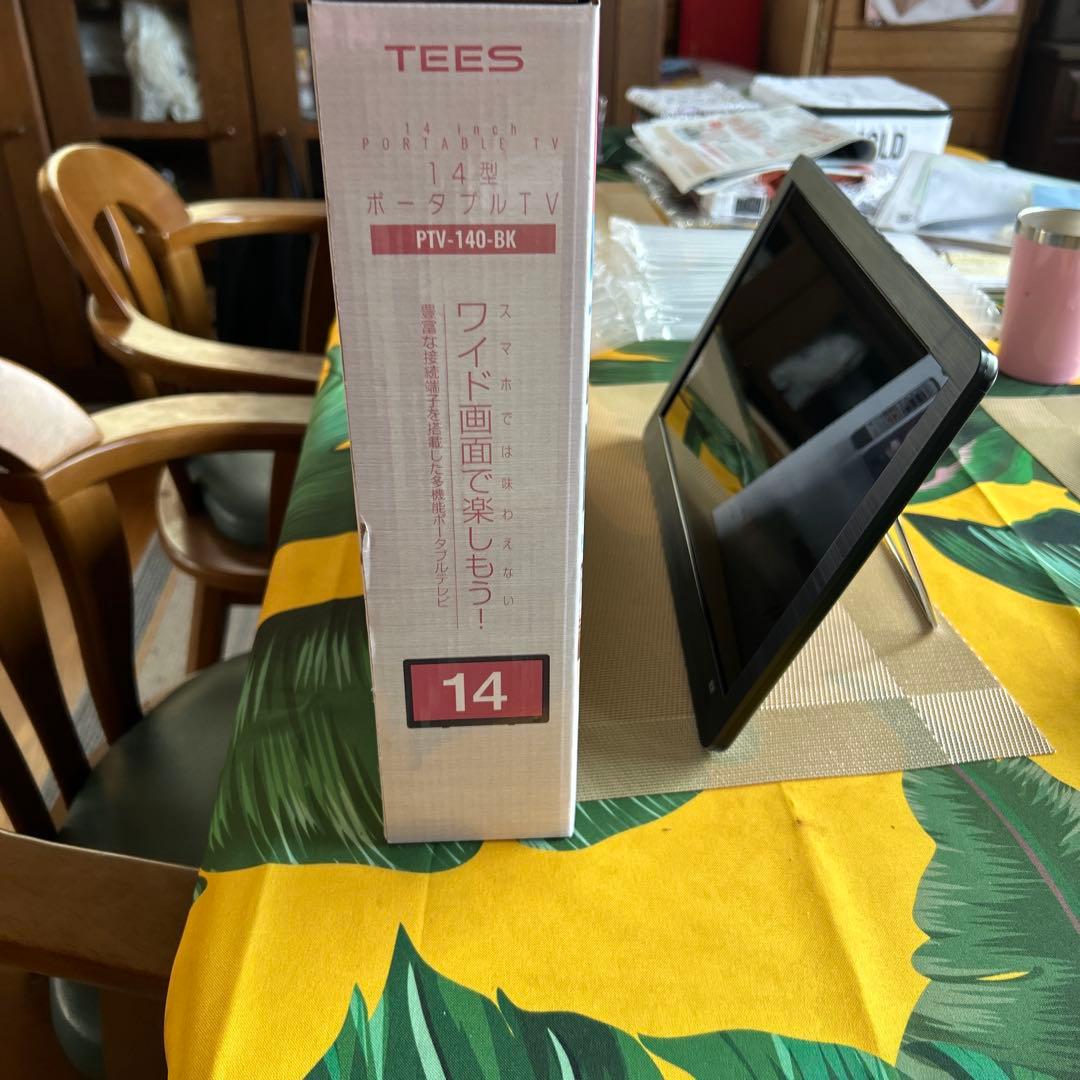 TEES
14 inch
PORTABLE TV
14型
ポータブルTV
PTV-140-BK
スマホでは味わえない
ワイド画面で楽しもう!
豊富な接続端子を搭載した多機能ポータブルテレビ
14
OLD